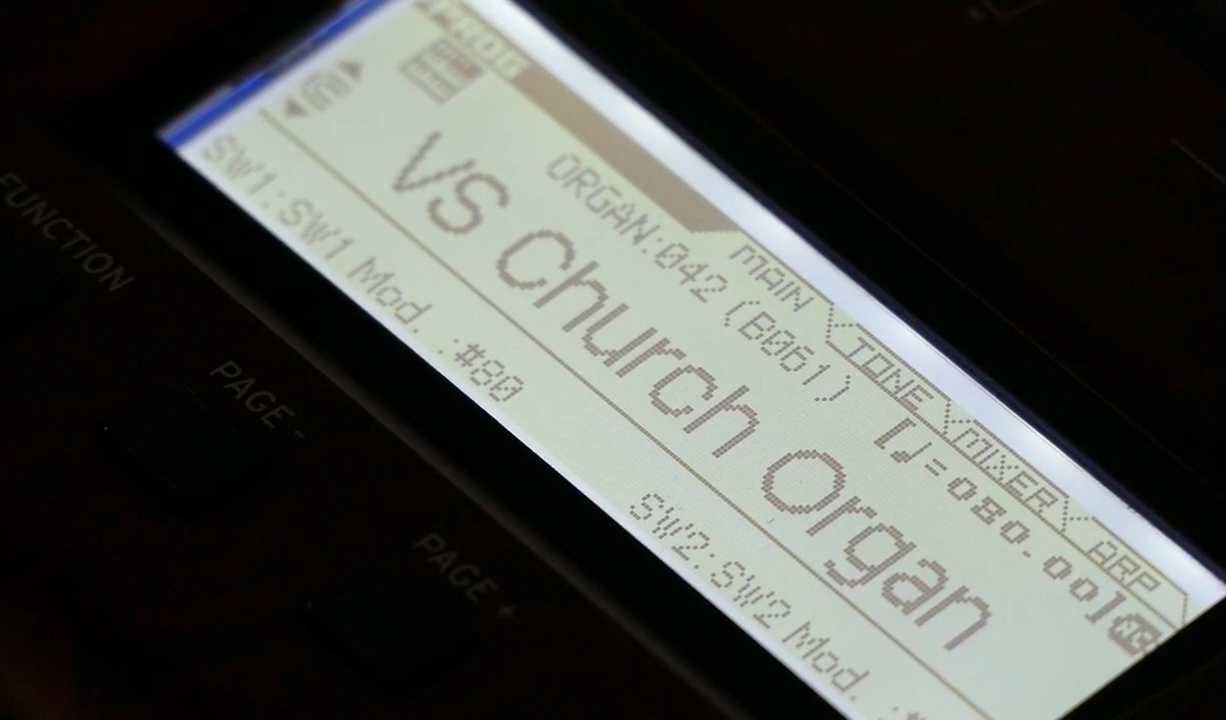 PROG
MAIN TONE MIXER ARP
ORGAN:042 (B061) [♩=080.00]
VS Church Organ
SW1:SW1 Mod. :#80
SW2:SW2 Mod. :#
FUNCTION
PAGE -
PAGE +